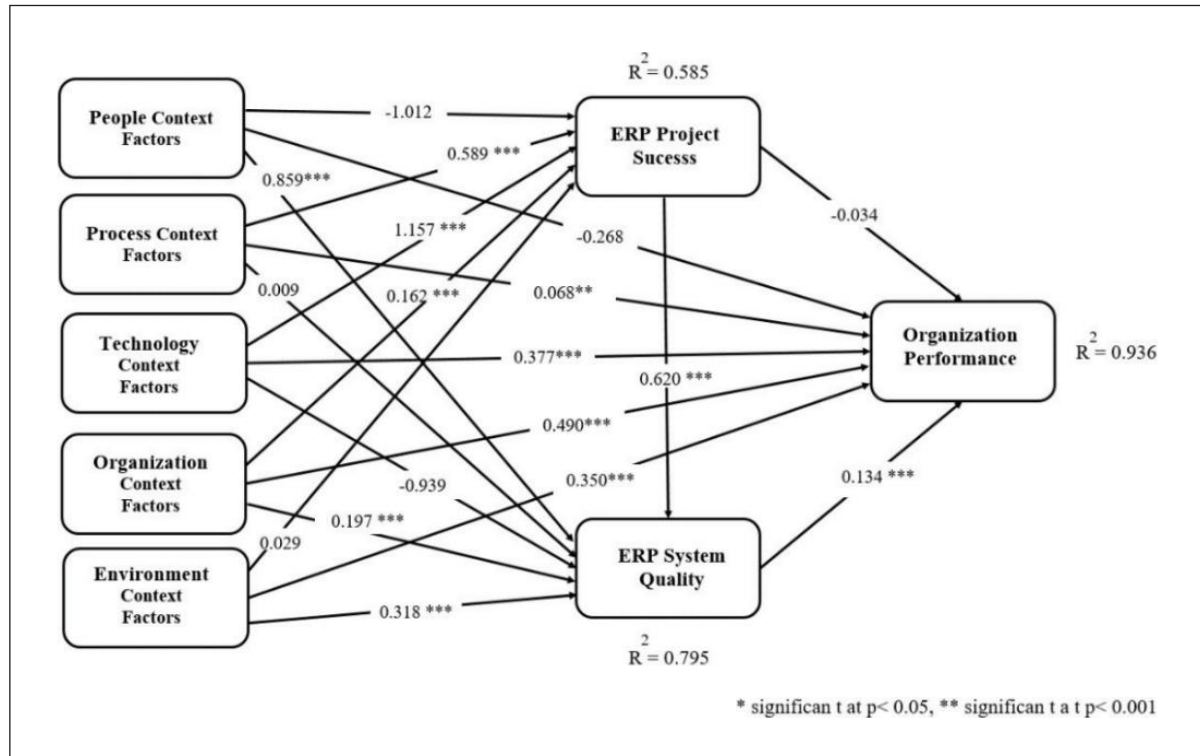 2
R = 0.585
People Context
Factors
-1.012
ERP Project
Sucesss
0.589 ***
0.859***
Process Context
Factors
1.157 ***
-0.268
-0.034
0.009
0.162 ***
0.068**
Technology
Context
Factors
0.377***
0.620 ***
Organization
Performance
2
R = 0.936
Organization
Context
Factors
0.490***
-0.939
0.350***
0.134 ***
0.197 ***
0.029
Environment
Context
Factors
ERP System
Quality
0.318 ***
2
R = 0.795
* significan t at p< 0.05, ** significan t a t p< 0.001